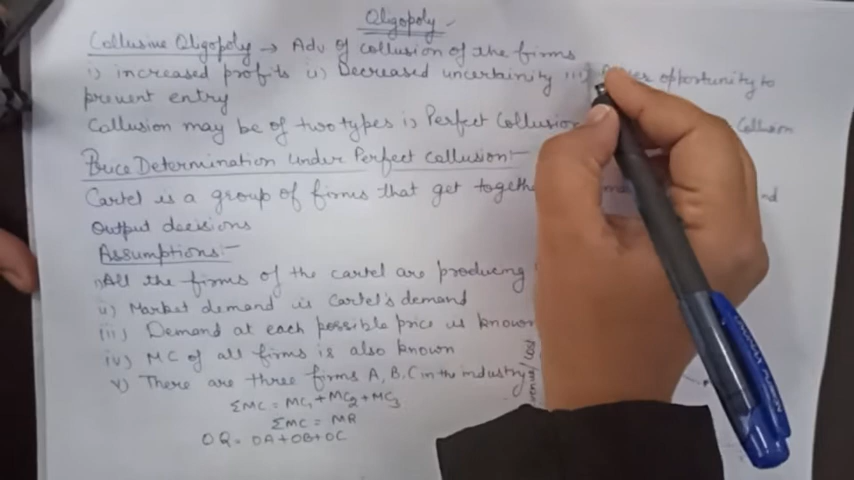 Oligopoly -
Collusive Oligopoly → Adv of collusion of the firms
i) increased profits ii) Decreased uncertainity iii) opportunity to
prevent entry
Collusion may be of two types i) Perfect Collusion Collusion
Price Determination Under Perfect Collusion:-
Cartel is a group of firms that get
output decisions
Assumptions:-
i) All the firms of the cartel are producing
ii) Market demand is Cartel's demand
iii) Demand at each possible price is known
iv) MC of all firms is also known
v) There are three firms A, B, C in the industry
ΣMC = MC1 + MC2 + MC3
ΣMC = MR
OQ = OA + OB + OC